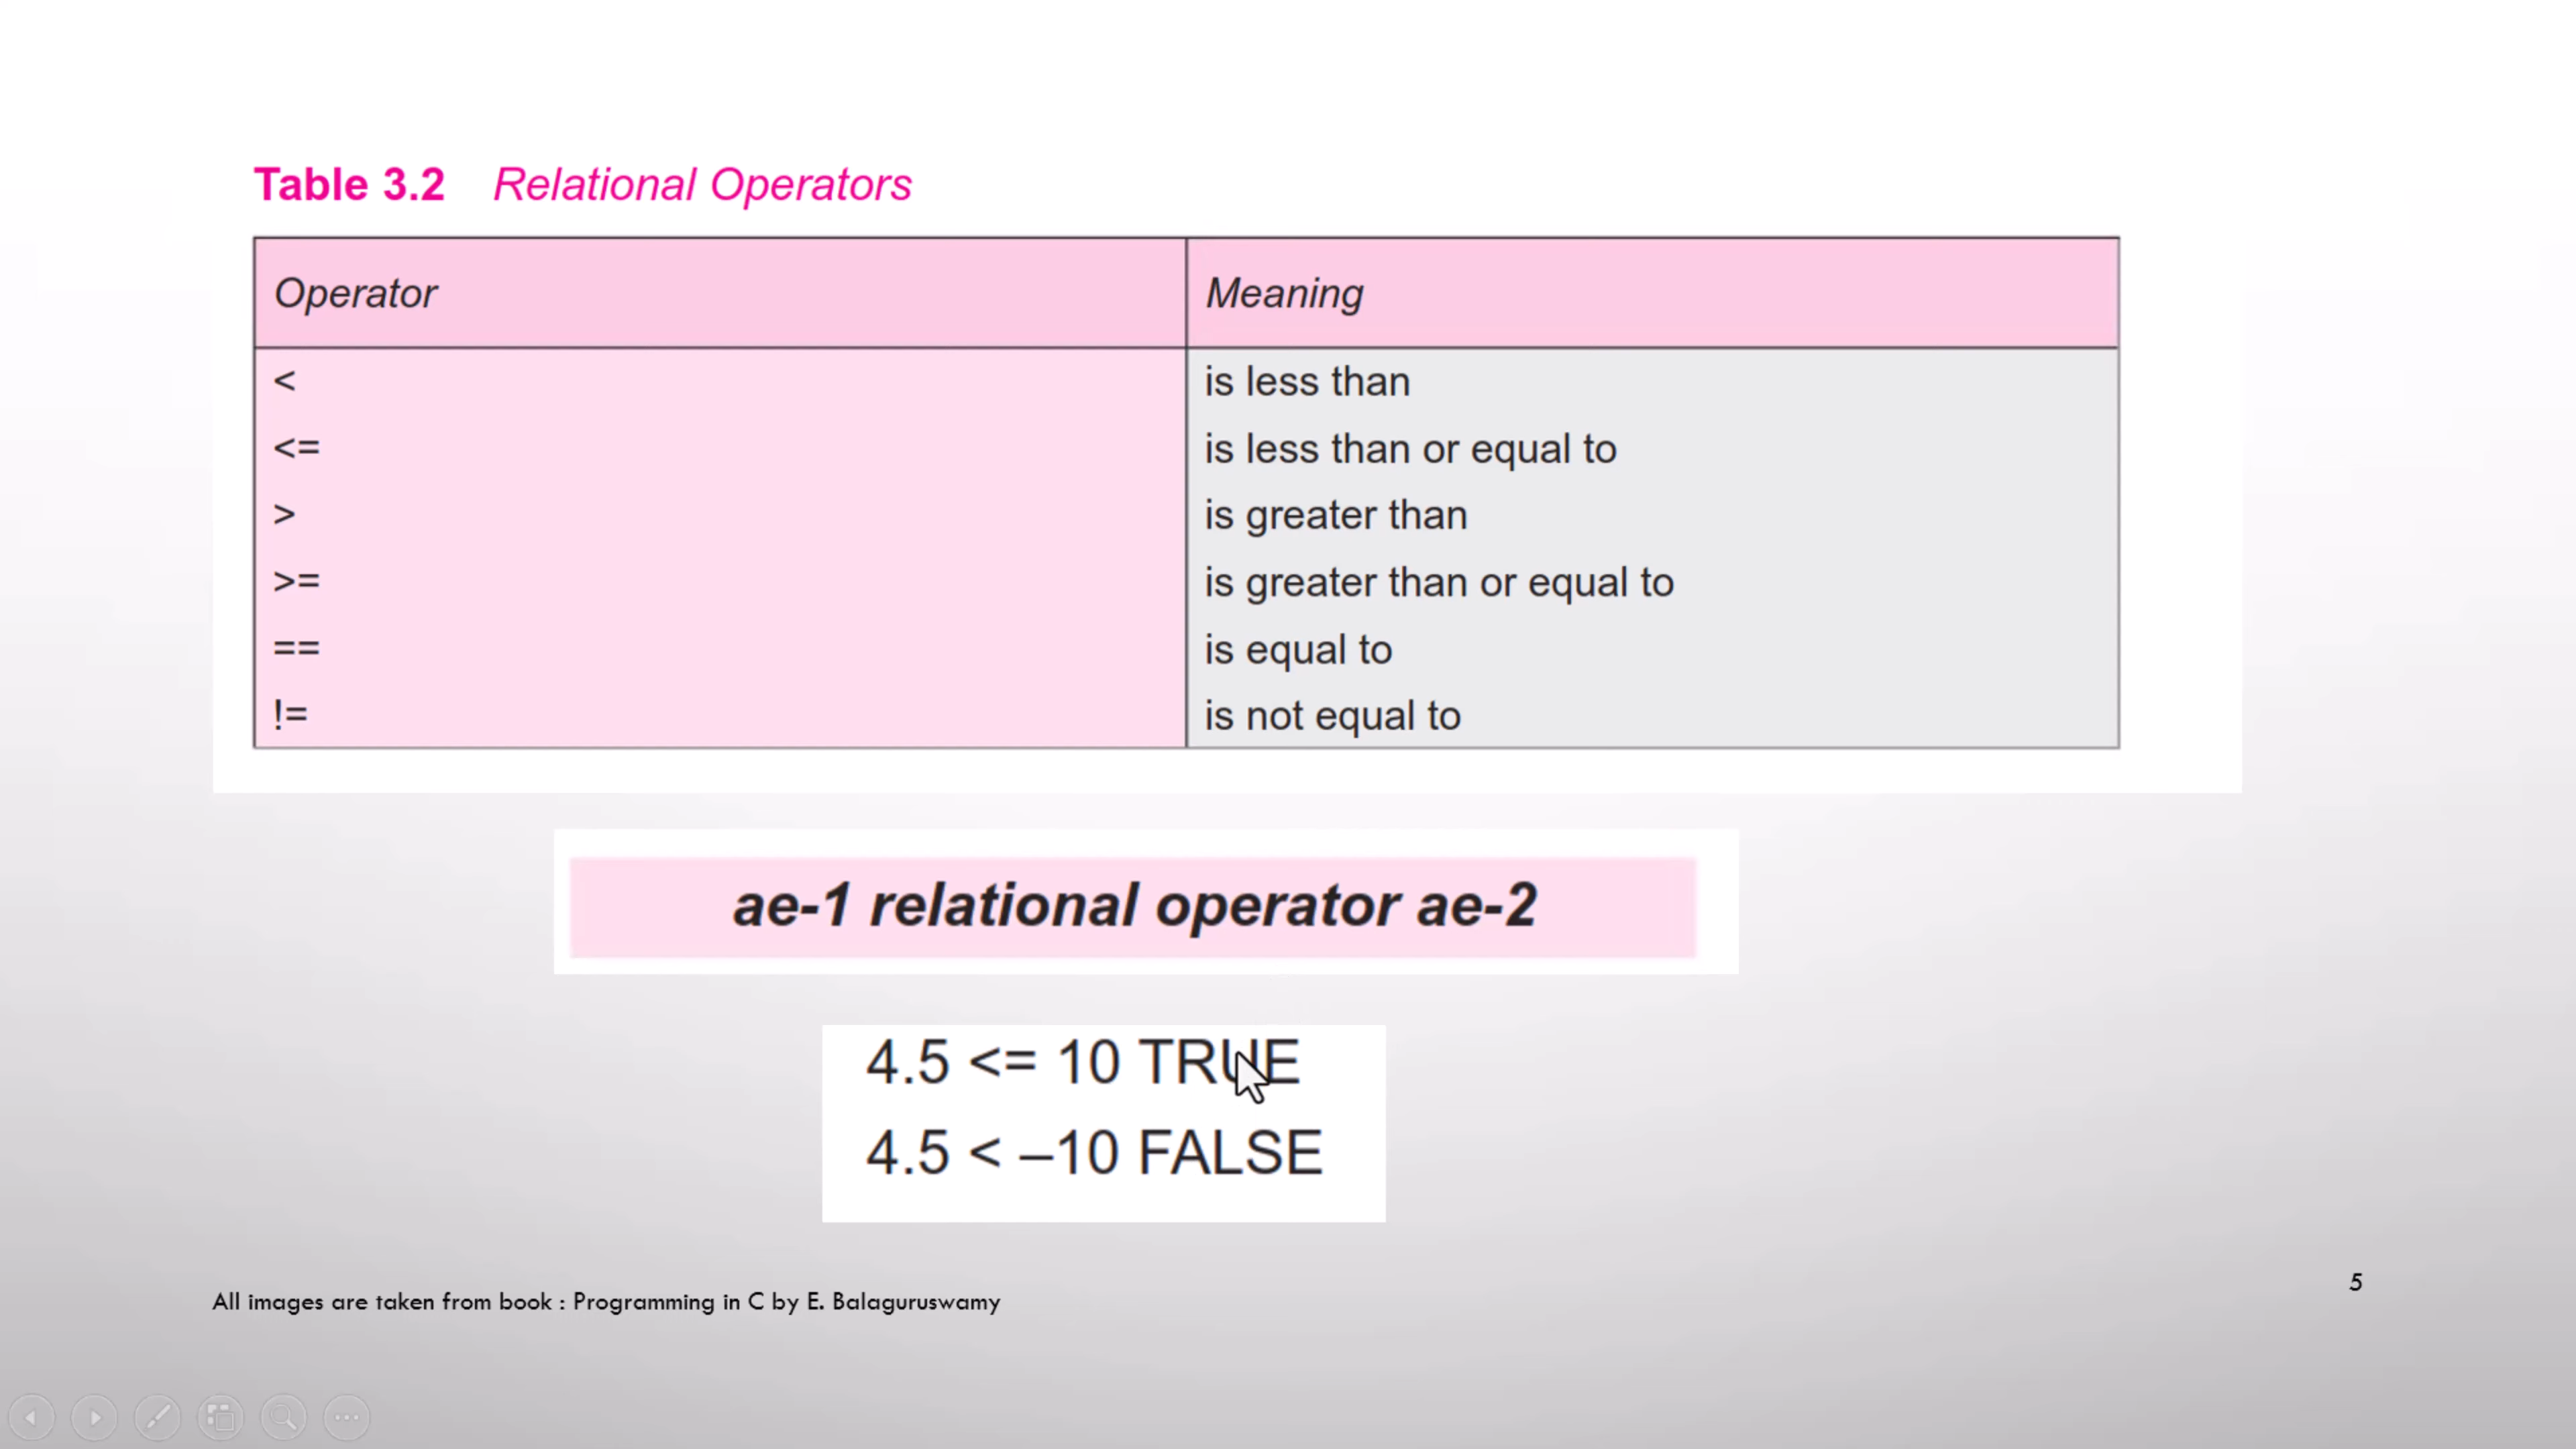 Table 3.2 Relational Operators
Operator Meaning
< is less than
<= is less than or equal to
> is greater than
>= is greater than or equal to
== is equal to
!= is not equal to
ae-1 relational operator ae-2
4.5 <= 10 TRUE
4.5 < –10 FALSE
5
All images are taken from book : Programming in C by E. Balaguruswamy